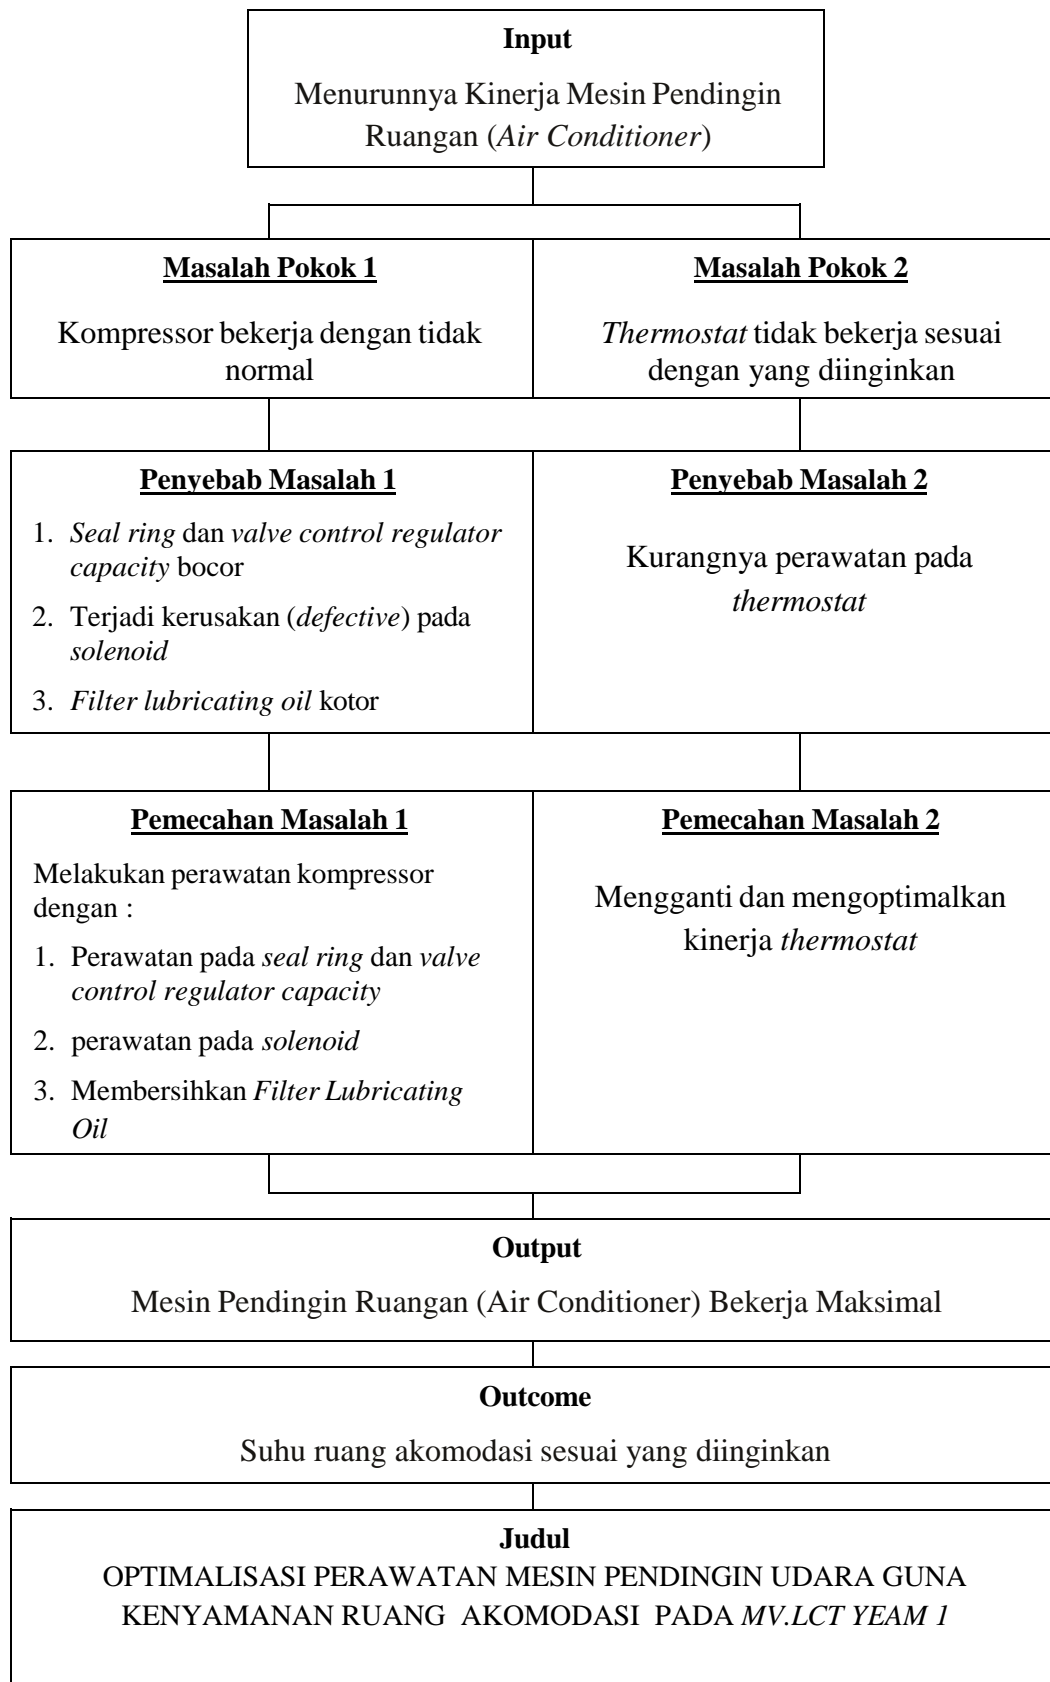 Input
Menurunnya Kinerja Mesin Pendingin
Ruangan (Air Conditioner)
Masalah Pokok 1
Kompressor bekerja dengan tidak
normal
Masalah Pokok 2
Thermostat tidak bekerja sesuai
dengan yang diinginkan
Penyebab Masalah 1
1. Seal ring dan valve control regulator
capacity bocor
2. Terjadi kerusakan (defective) pada
solenoid
3. Filter lubricating oil kotor
Penyebab Masalah 2
Kurangnya perawatan pada
thermostat
Pemecahan Masalah 1
Melakukan perawatan kompressor
dengan :
1. Perawatan pada seal ring dan valve
control regulator capacity
2. perawatan pada solenoid
3. Membersihkan Filter Lubricating
Oil
Pemecahan Masalah 2
Mengganti dan mengoptimalkan
kinerja thermostat
Output
Mesin Pendingin Ruangan (Air Conditioner) Bekerja Maksimal
Outcome
Suhu ruang akomodasi sesuai yang diinginkan
Judul
OPTIMALISASI PERAWATAN MESIN PENDINGIN UDARA GUNA
KENYAMANAN RUANG AKOMODASI PADA MV.LCT YEAM 1